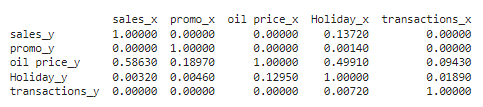 sales_x promo_x oil price_x Holiday_x transactions_x
sales_y 1.00000 0.00000 0.00000 0.13720 0.00000
promo_y 0.00000 1.00000 0.00000 0.00140 0.00000
oil price_y 0.58630 0.18970 1.00000 0.49910 0.09430
Holiday_y 0.00320 0.00460 0.12950 1.00000 0.01890
transactions_y 0.00000 0.00000 0.00000 0.00720 1.00000